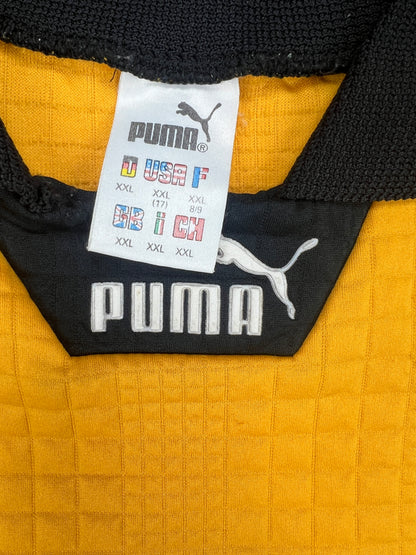 PUMA®
D USA F
XXL XXL XXL
(17) 8/9
GB I CH
XXL XXL XXL
PUMA